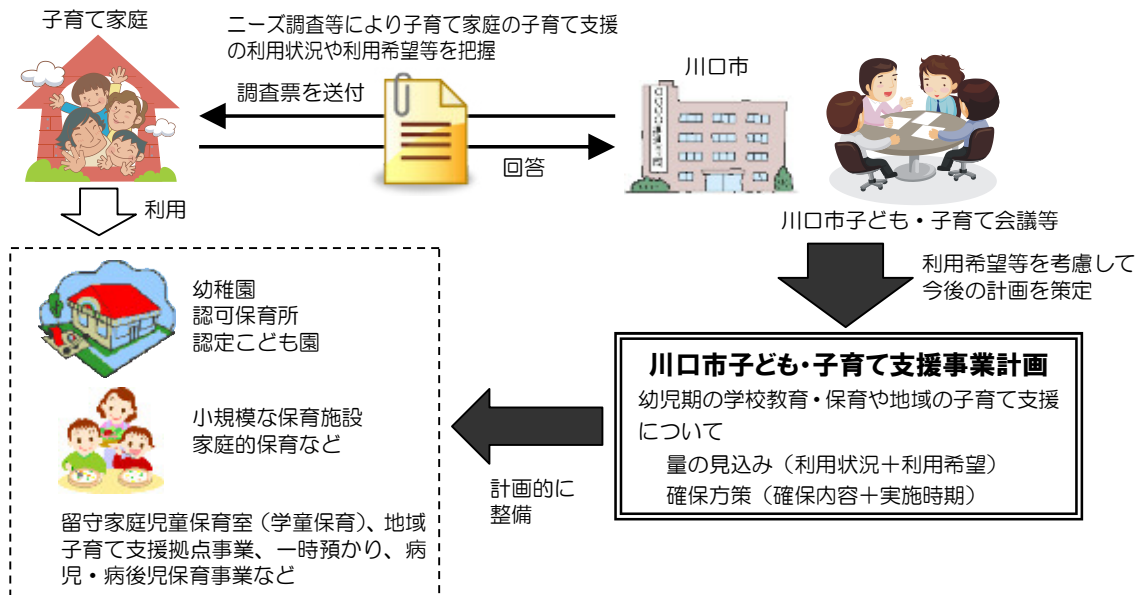 子育て家庭
ニーズ調査等により子育て家庭の子育て支援
の利用状況や利用希望等を把握
調査票を送付
回答
川口市
川口市子ども・子育て会議等
利用
利用希望等を考慮して
今後の計画を策定
幼稚園
認可保育所
認定こども園
小規模な保育施設
家庭的保育など
留守家庭児童保育室(学童保育)、地域
子育て支援拠点事業、一時預かり、病
児・病後児保育事業など
計画的に
整備
川口市子ども・子育て支援事業計画
幼児期の学校教育・保育や地域の子育て支援
について
量の見込み(利用状況+利用希望)
確保方策(確保内容+実施時期)